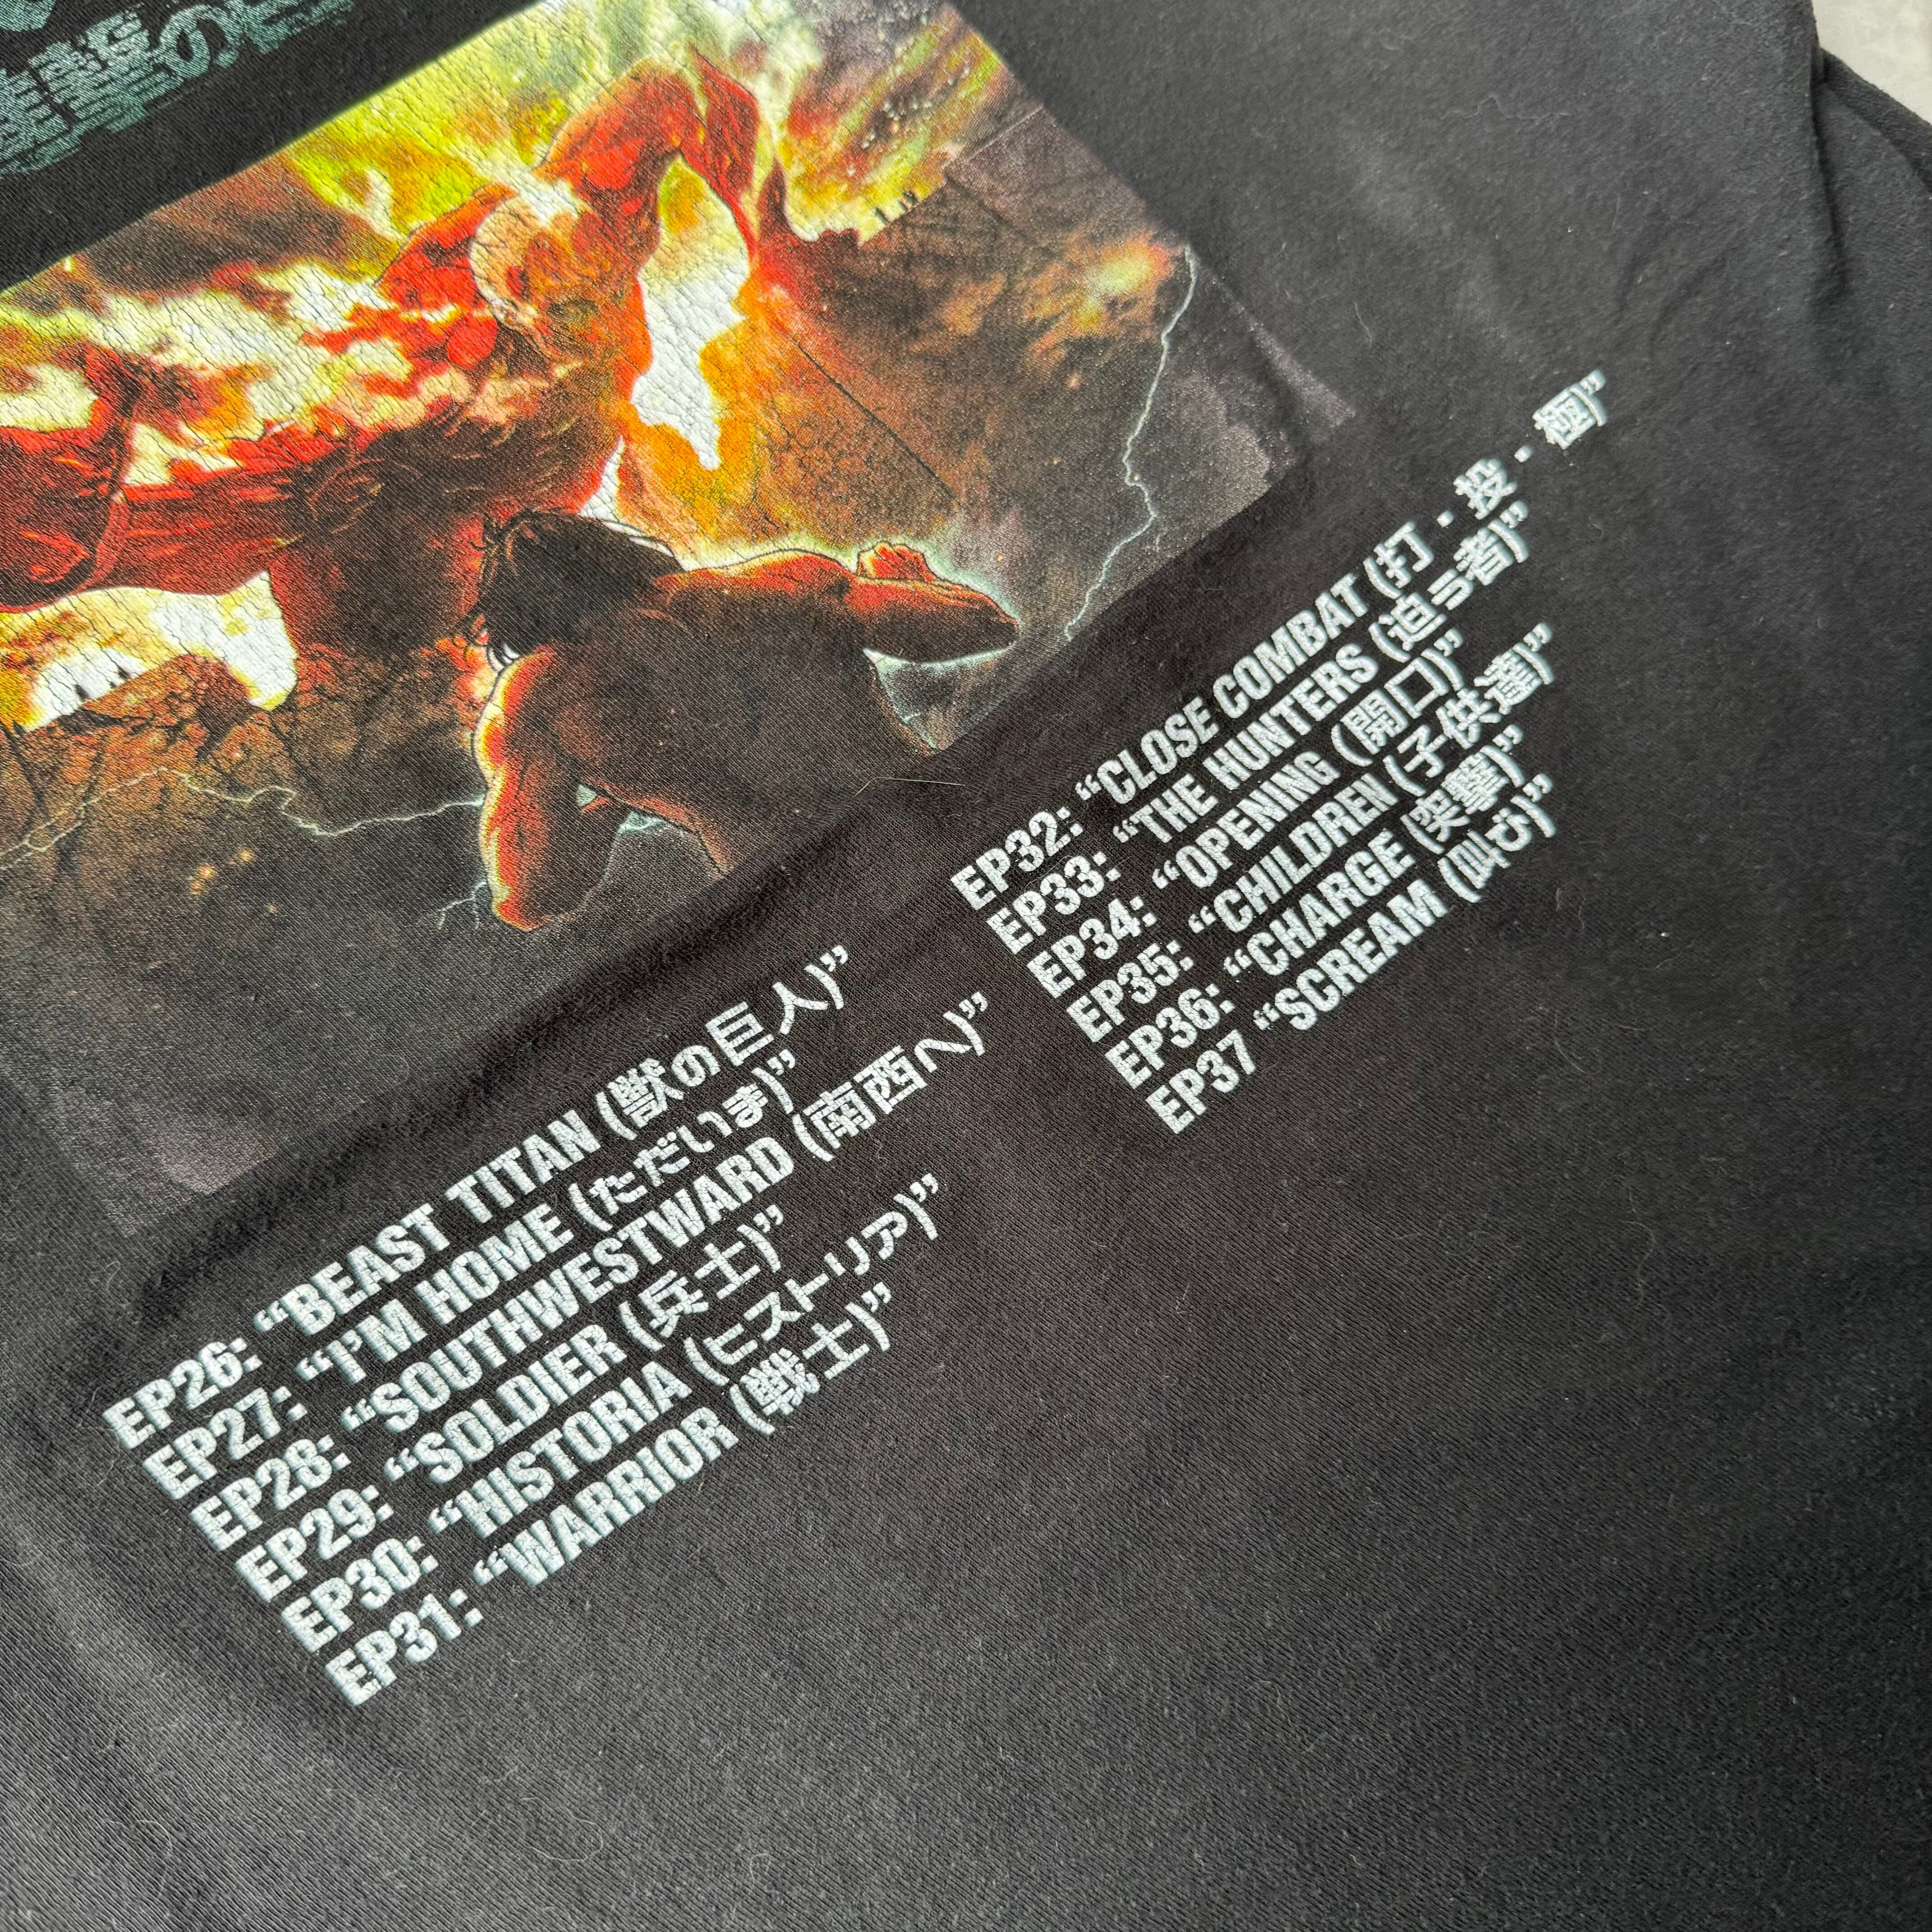 EP26: “BEAST TITAN (獣の巨人)”
EP27: “I'M HOME (ただいま)”
EP28: “SOUTHWESTWARD (南西へ)”
EP29: “SOLDIER (兵士)”
EP30: “HISTORIA (ヒストリア)”
EP31: “WARRIOR (戦士)”
EP32: “CLOSE COMBAT (打・投・極)”
EP33: “THE HUNTERS (迫ㄢ者)”
EP34: “OPENING (開口)”
EP35: “CHILDREN (子供達)”
EP36: “CHARGE (突撃)”
EP37 “SCREAM (叫び)”